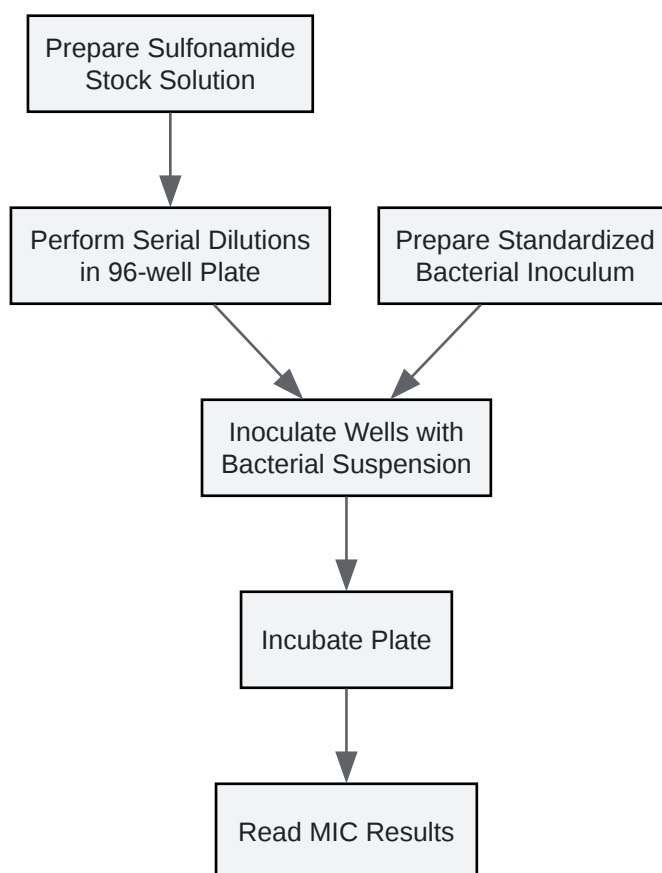 Prepare Sulfonamide
Stock Solution
Perform Serial Dilutions
in 96-well Plate
Prepare Standardized
Bacterial Inoculum
Inoculate Wells with
Bacterial Suspension
Incubate Plate
Read MIC Results